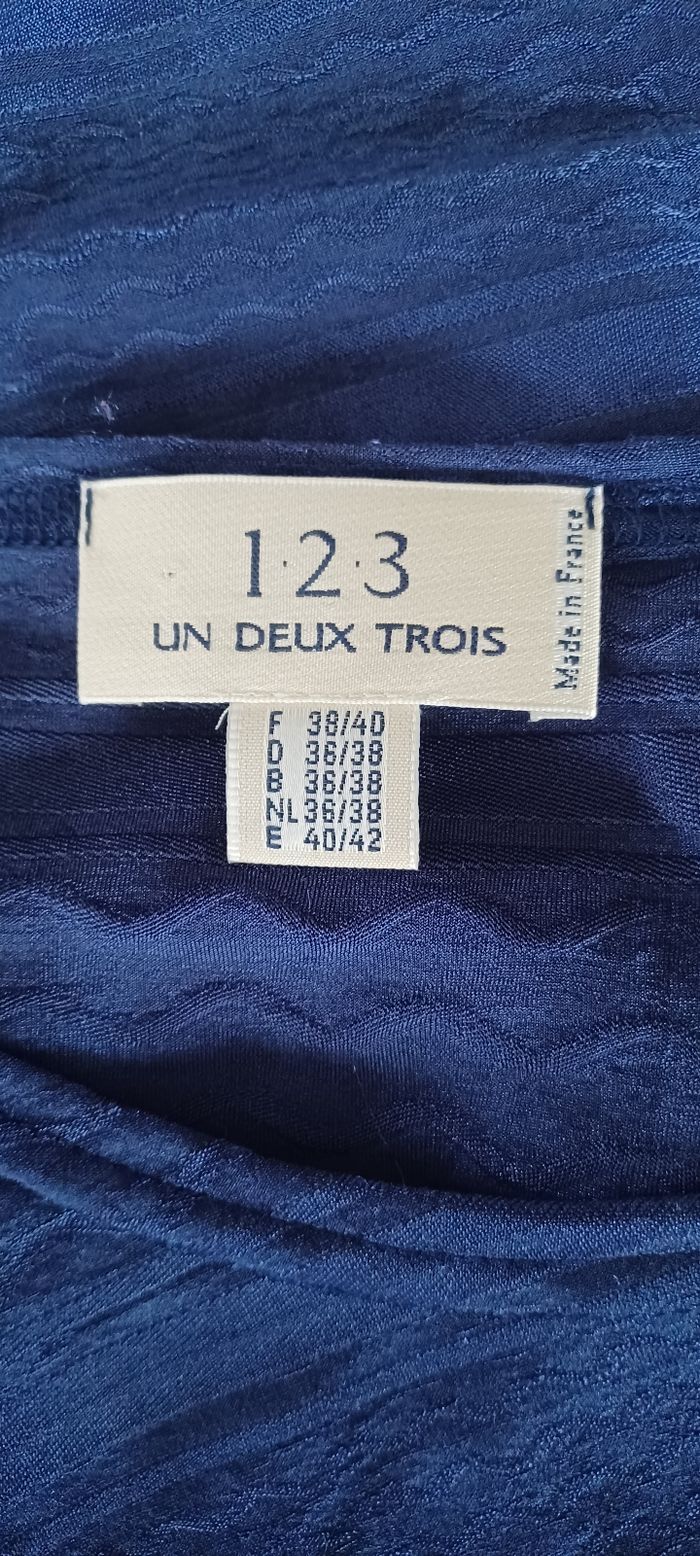 1·2·3
UN DEUX TROIS
Made in France
F 38/40
D 36/38
B 36/38
NL 36/38
E 40/42